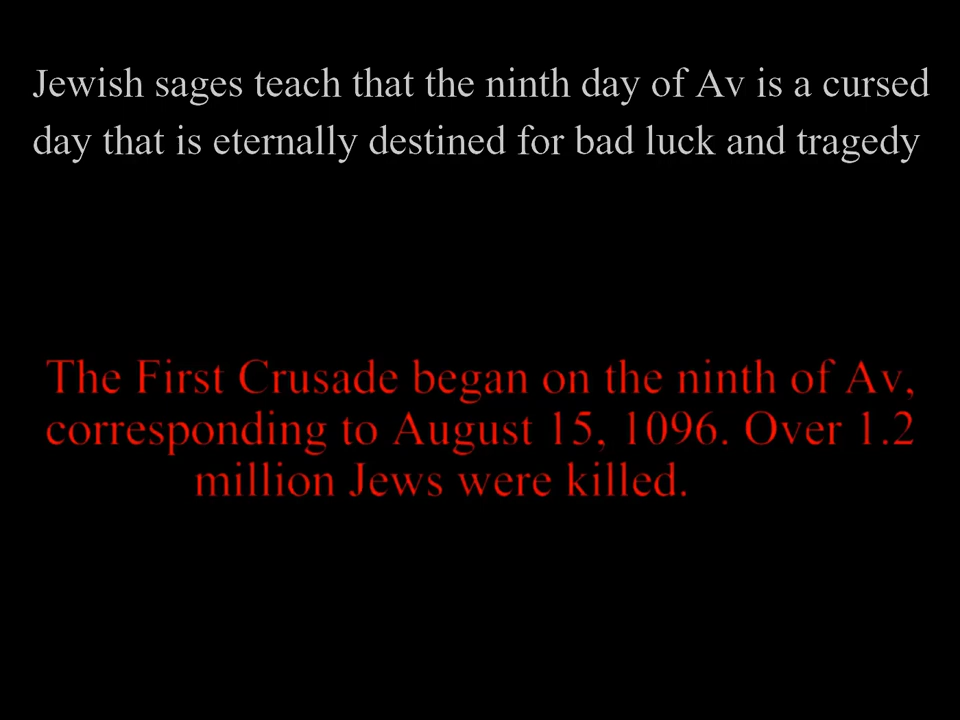 Jewish sages teach that the ninth day of Av is a cursed
day that is eternally destined for bad luck and tragedy
The First Crusade began on the ninth of Av,
corresponding to August 15, 1096. Over 1.2
million Jews were killed.